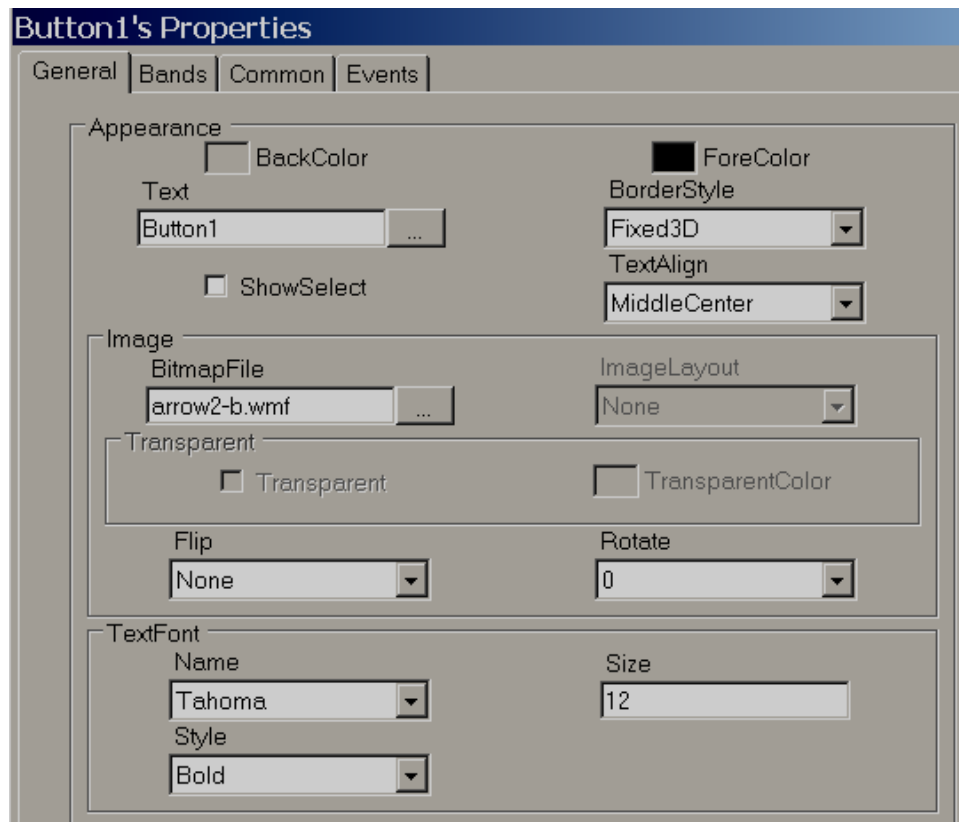 Button1's Properties
General Bands Common Events
Appearance
BackColor ForeColor
Text BorderStyle
Button1 ... Fixed3D
TextAlign
ShowSelect
MiddleCenter
Image
BitmapFile ImageLayout
arrow2-b.wmf ... None
Transparent
Transparent TransparentColor
Flip Rotate
None 0
TextFont
Name Size
Tahoma 12
Style
Bold